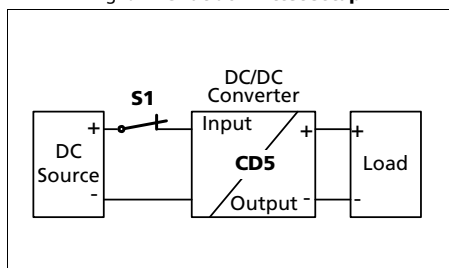 DC/DC
Converter
S1
+ Input + +
DC
Source
CD5
Load
- Output - -